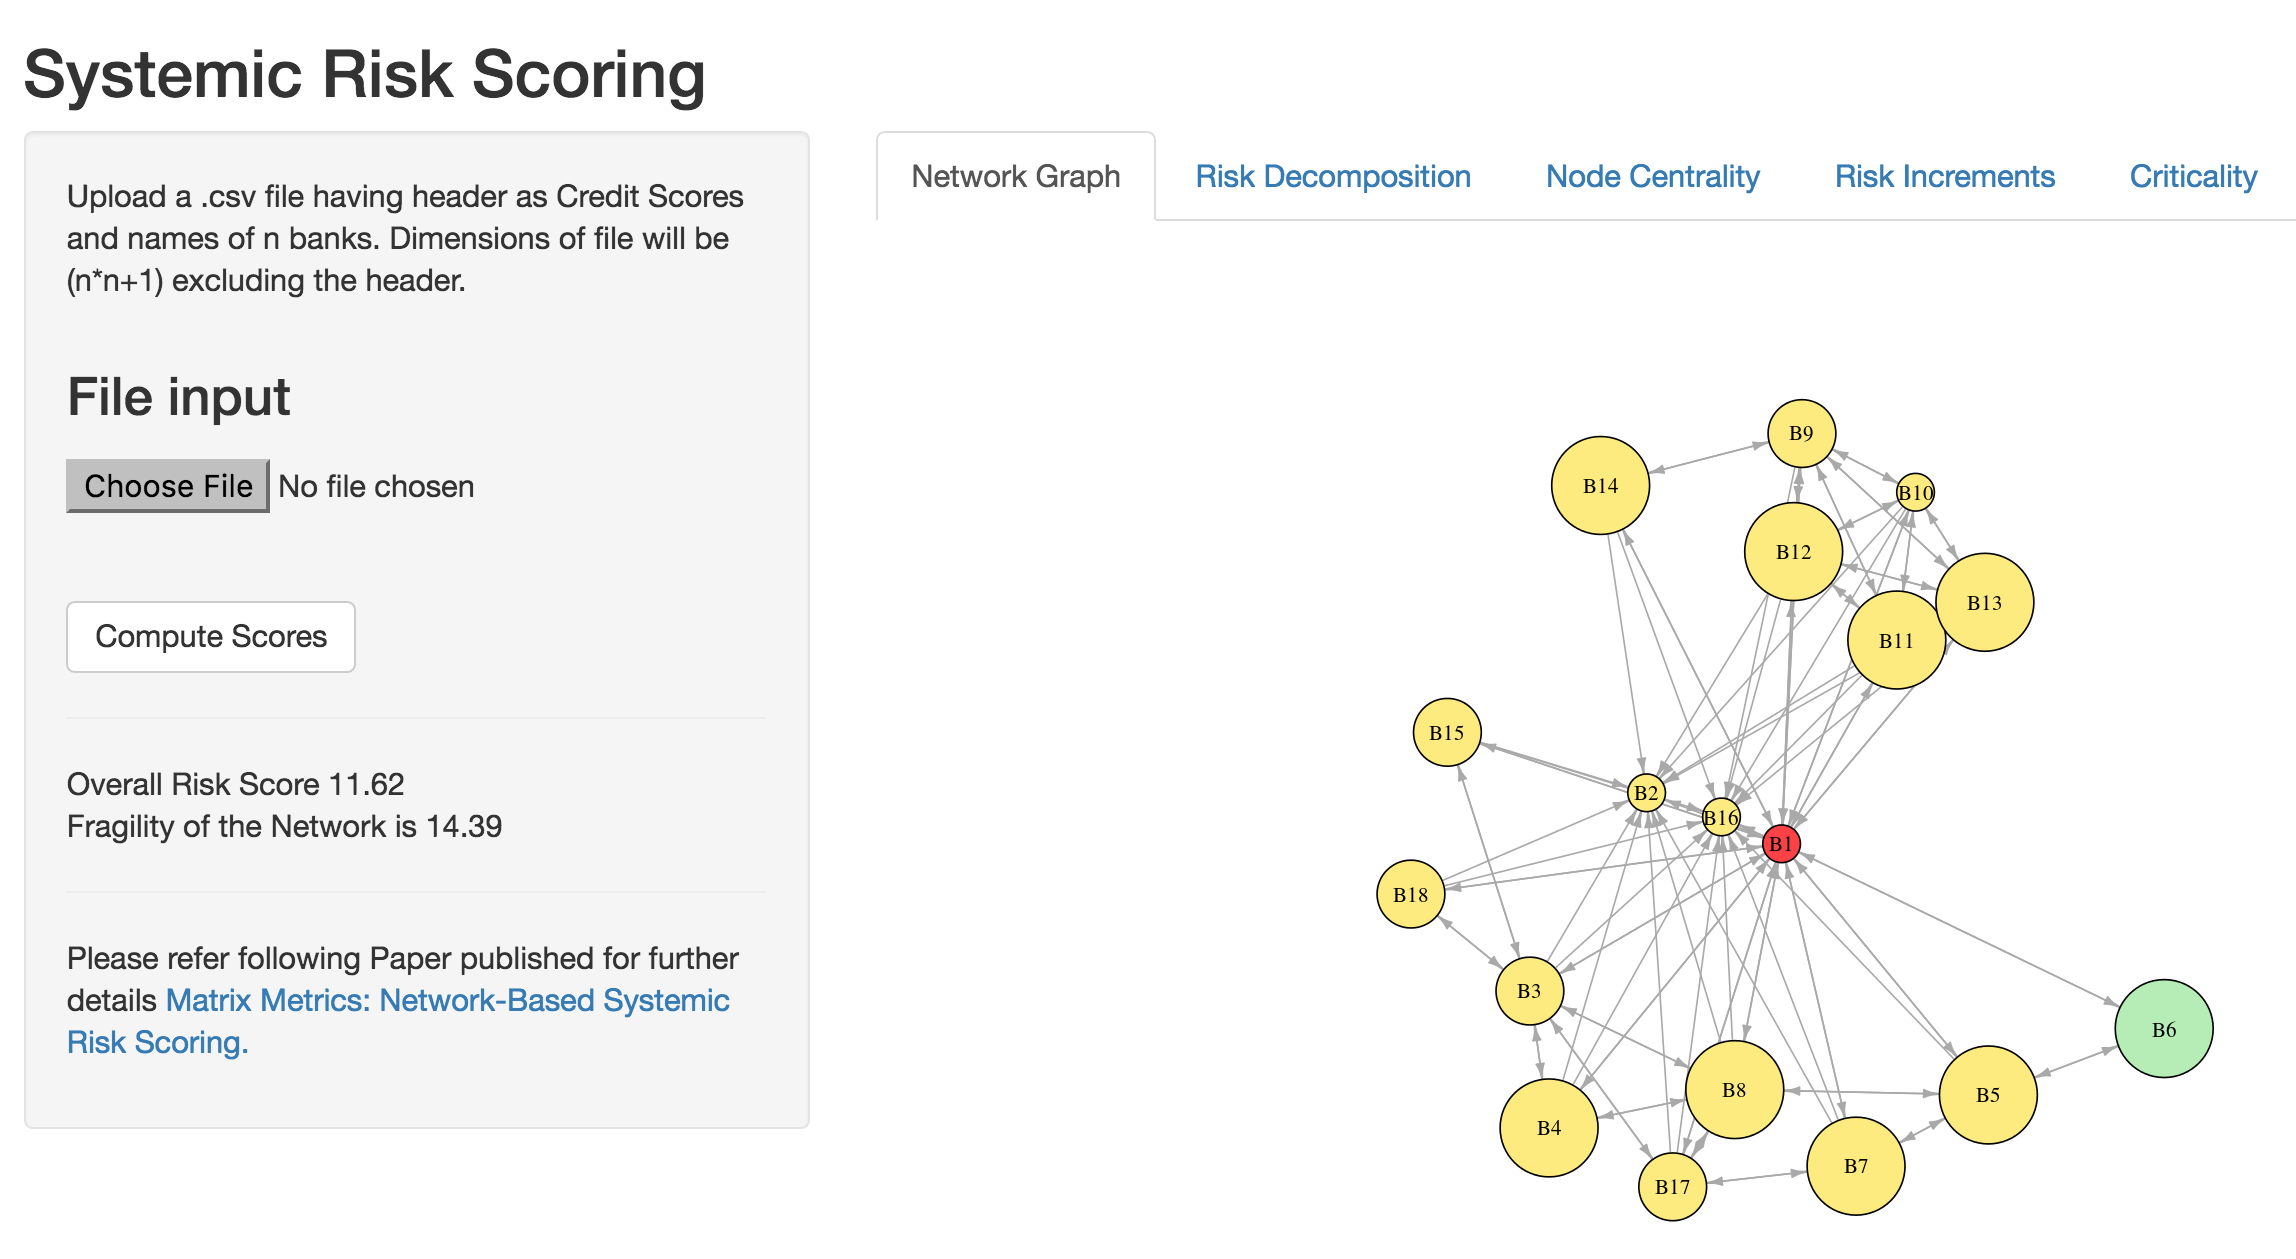 Systemic Risk Scoring
Upload a .csv file having header as Credit Scores
and names of n banks. Dimensions of file will be
(n*n+1) excluding the header.
File input
Choose File No file chosen
Compute Scores
Overall Risk Score 11.62
Fragility of the Network is 14.39
Please refer following Paper published for further
details Matrix Metrics: Network-Based Systemic
Risk Scoring.
Network Graph Risk Decomposition Node Centrality Risk Increments Criticality
B9
B14
B10
B12
B13
B11
B15
B2
B16
B1
B18
B3
B6
B8
B5
B4
B7
B17